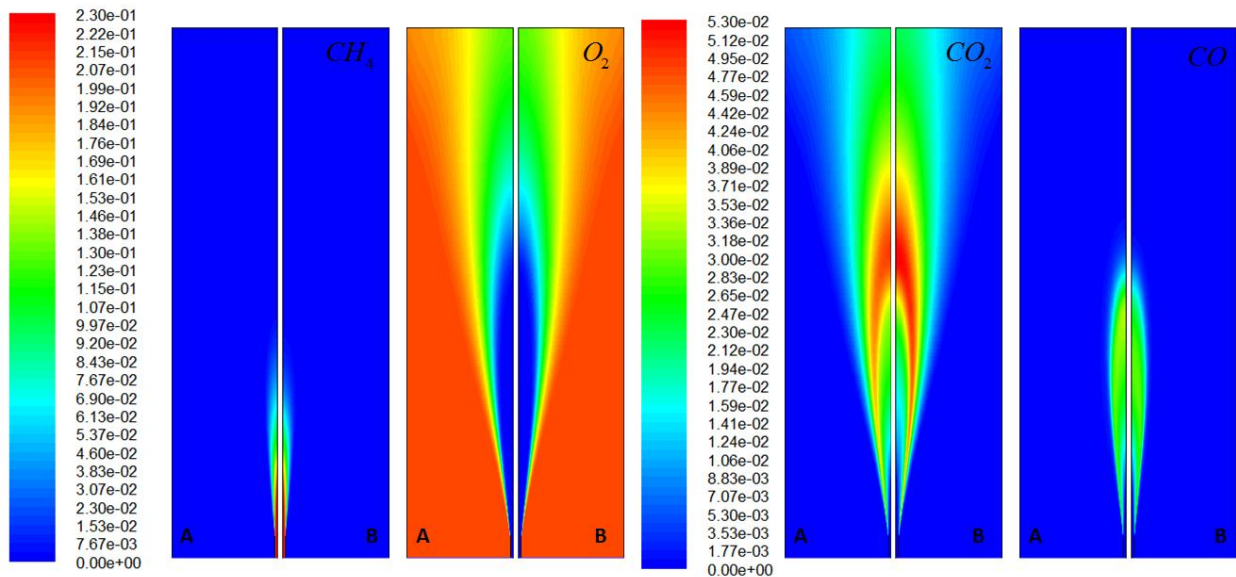 2.30e-01
2.22e-01
2.15e-01
2.07e-01
1.99e-01
1.92e-01
1.84e-01
1.76e-01
1.69e-01
1.61e-01
1.53e-01
1.46e-01
1.38e-01
1.30e-01
1.23e-01
1.15e-01
1.07e-01
9.97e-02
9.20e-02
8.43e-02
7.67e-02
6.90e-02
6.13e-02
5.37e-02
4.60e-02
3.83e-02
3.07e-02
2.30e-02
1.53e-02
7.67e-03
0.00e+00
CH₄
A
B
O₂
A
B
5.30e-02
5.12e-02
4.95e-02
4.77e-02
4.59e-02
4.42e-02
4.24e-02
4.06e-02
3.89e-02
3.71e-02
3.53e-02
3.36e-02
3.18e-02
3.00e-02
2.83e-02
2.65e-02
2.47e-02
2.30e-02
2.12e-02
1.94e-02
1.77e-02
1.59e-02
1.41e-02
1.24e-02
1.06e-02
8.83e-03
7.07e-03
5.30e-03
3.53e-03
1.77e-03
0.00e+00
CO₂
A
B
CO
A
B